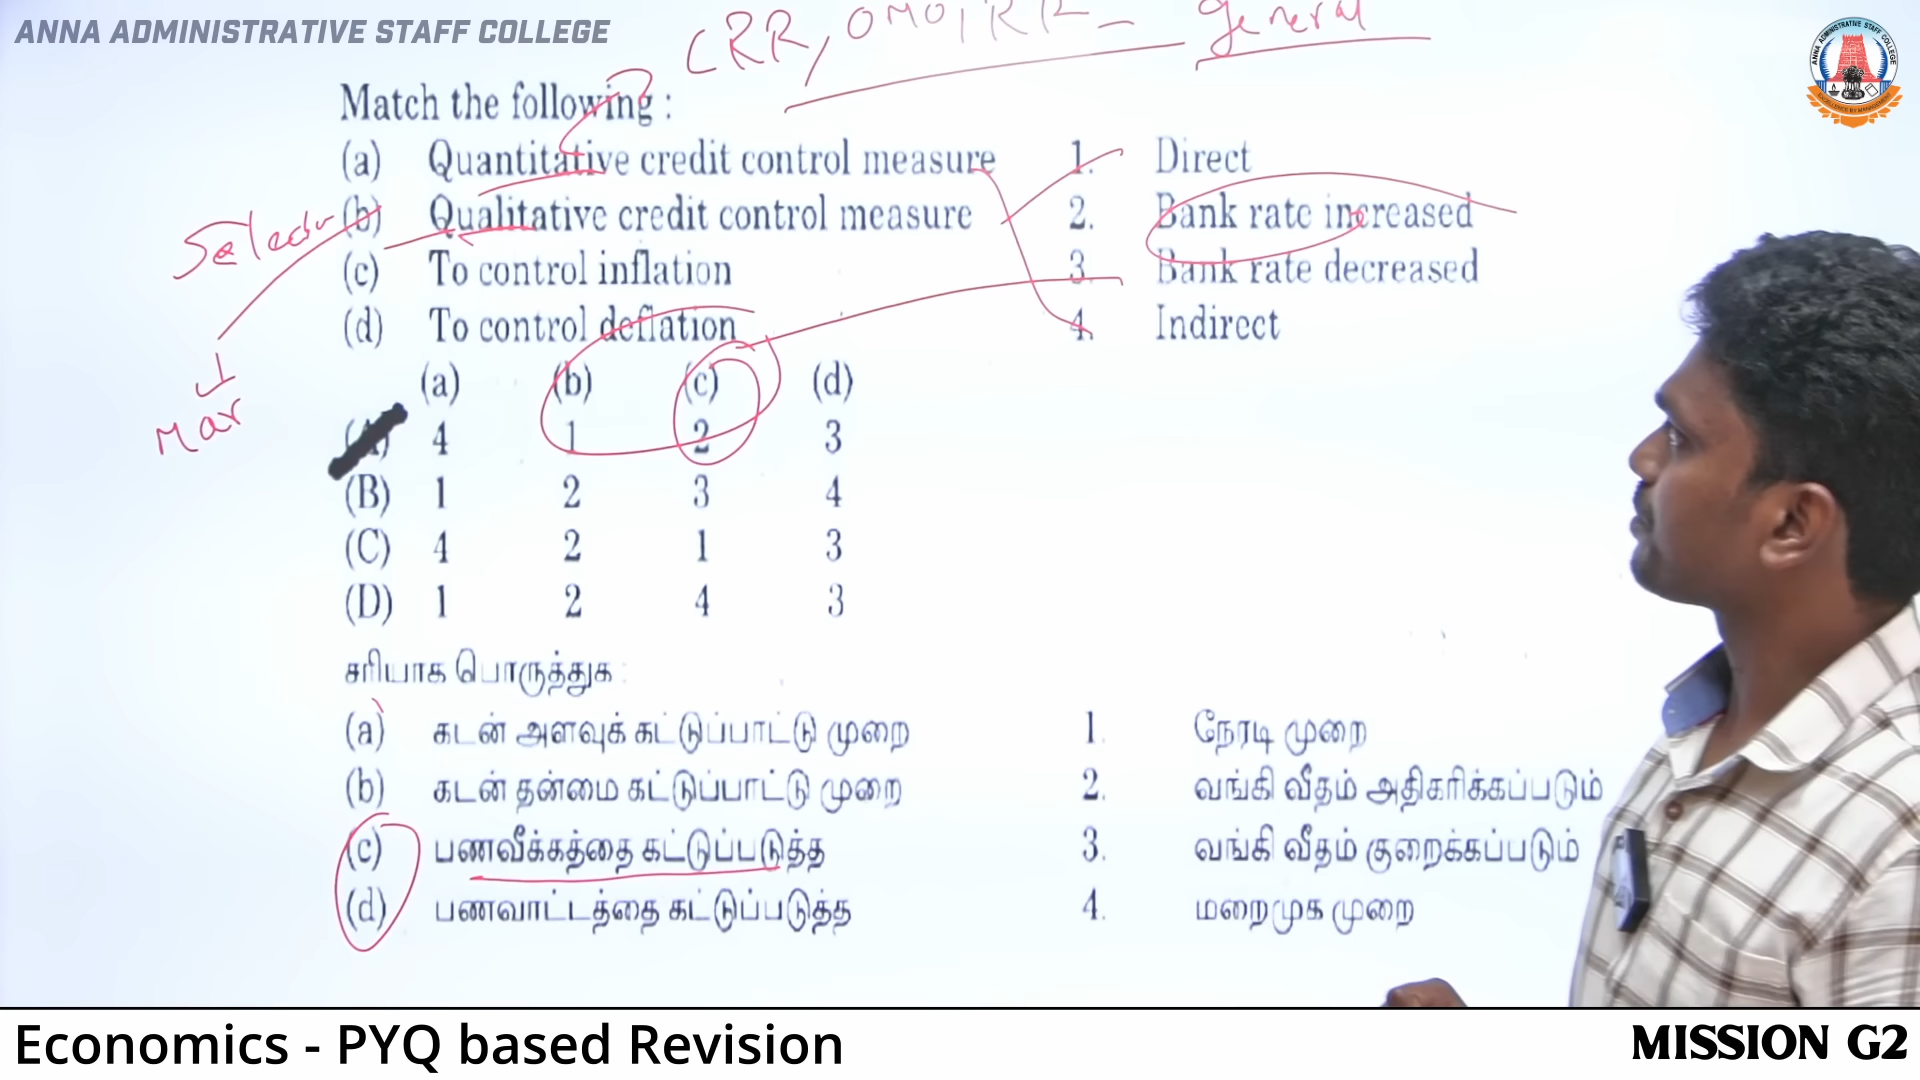 ANNA ADMINISTRATIVE STAFF COLLEGE
CRR, OMO, RR - General
Match the following :
(a) Quantitative credit control measure 1. Direct
(b) Qualitative credit control measure 2. Bank rate increased
(c) To control inflation 3. Bank rate decreased
(d) To control deflation 4. Indirect
(a) (b) (c) (d)
(A) 4 1 2 3
(B) 1 2 3 4
(C) 4 2 1 3
(D) 1 2 4 3
சரியாக பொருத்துக :
(a) கடன் அளவுக் கட்டுப்பாட்டு முறை 1. நேரடி முறை
(b) கடன் தன்மை கட்டுப்பாட்டு முறை 2. வங்கி வீதம் அதிகரிக்கப்படும்
(c) பணவீக்கத்தை கட்டுப்படுத்த 3. வங்கி வீதம் குறைக்கப்படும்
(d) பணவாட்டத்தை கட்டுப்படுத்த 4. மறைமுக முறை
Economics - PYQ based Revision
MISSION G2